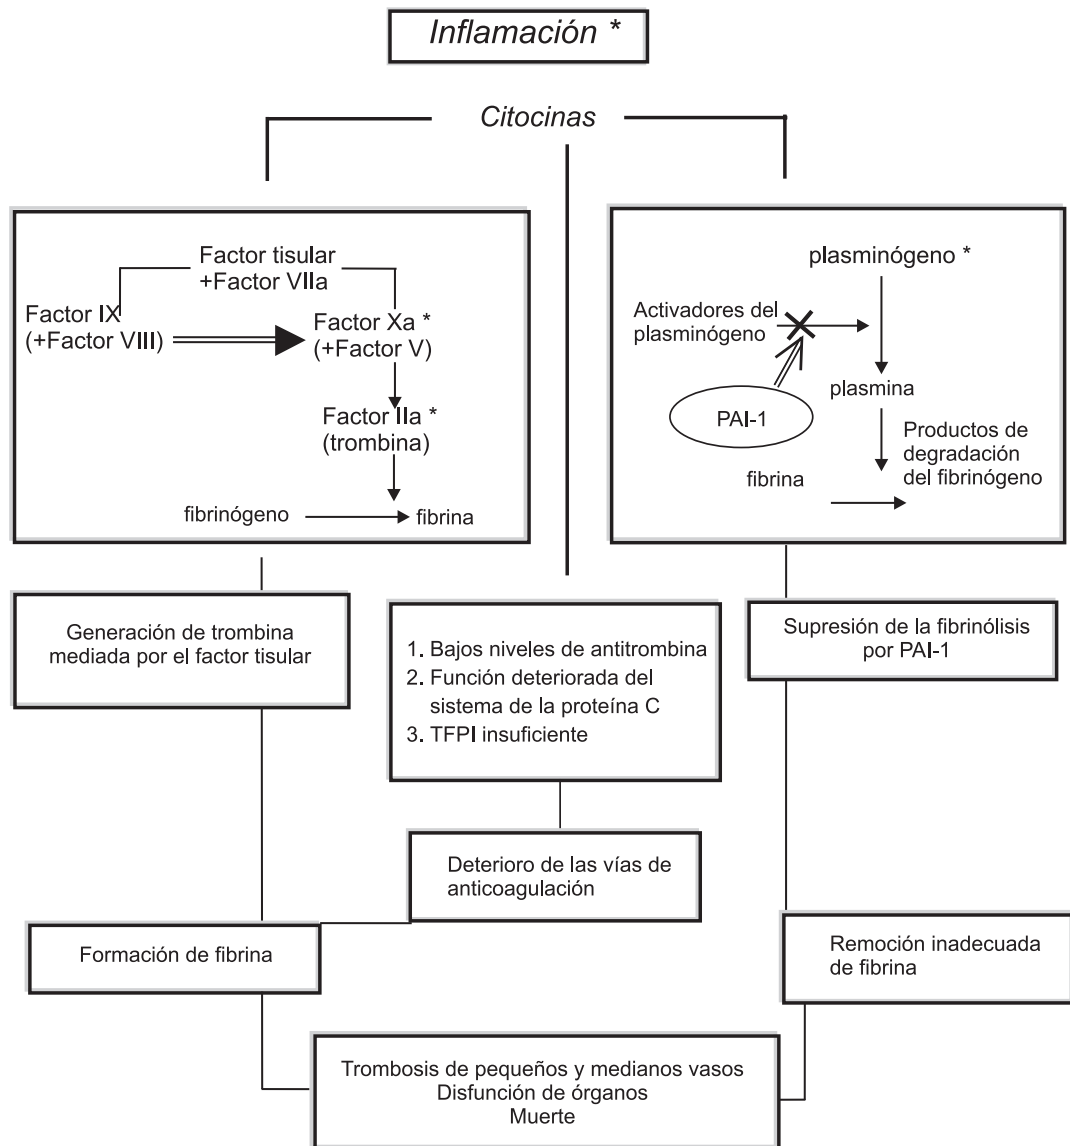 Inflamación *
Citocinas
Factor tisular
+Factor VIIa
Factor IX
(+Factor VIII)
Factor Xa *
(+Factor V)
Factor IIa *
(trombina)
fibrinógeno
fibrina
plasminógeno *
Activadores del
plasminógeno
plasmina
PAI-1
Productos de
degradación
del fibrinógeno
fibrina
Generación de trombina
mediada por el factor tisular
1. Bajos niveles de antitrombina
2. Función deteriorada del
sistema de la proteína C
3. TFPI insuficiente
Supresión de la fibrinólisis
por PAI-1
Deterioro de las vías de
anticoagulación
Formación de fibrina
Remoción inadecuada
de fibrina
Trombosis de pequeños y medianos vasos
Disfunción de órganos
Muerte